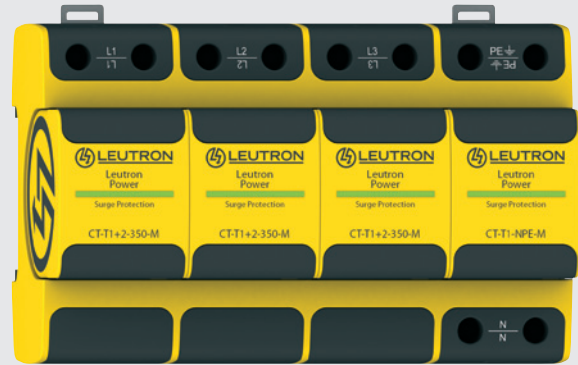 L1
L1
L2
L2
L3
L3
PE
PE
LEUTRON
Leutron
Power
Surge Protection
CT-T1+2-350-M
LEUTRON
Leutron
Power
Surge Protection
CT-T1+2-350-M
LEUTRON
Leutron
Power
Surge Protection
CT-T1+2-350-M
LEUTRON
Leutron
Power
Surge Protection
CT-T1-NPE-M
N
N